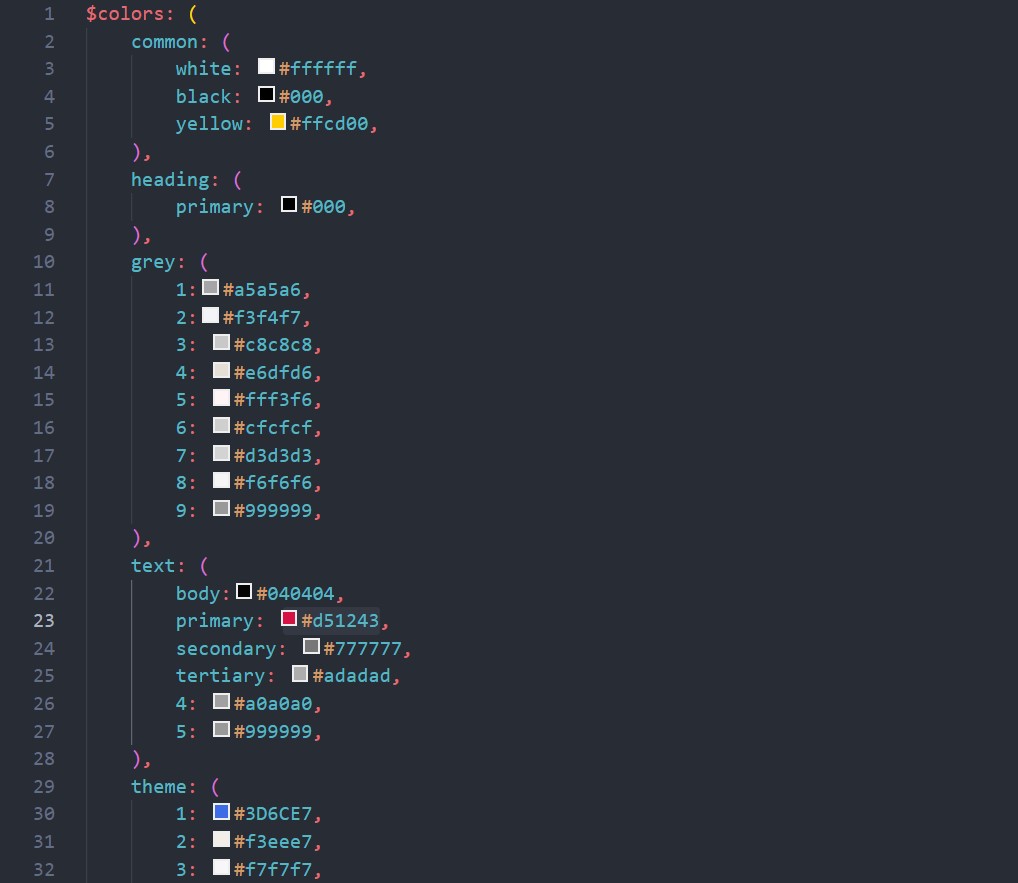 1 $colors: (
2 common: (
3 white: #ffffff,
4 black: #000,
5 yellow: #ffcd00,
6 ),
7 heading: (
8 primary: #000,
9 ),
10 grey: (
11 1: #a5a5a6,
12 2: #f3f4f7,
13 3: #c8c8c8,
14 4: #e6dfd6,
15 5: #fff3f6,
16 6: #cfcfcf,
17 7: #d3d3d3,
18 8: #f6f6f6,
19 9: #999999,
20 ),
21 text: (
22 body: #040404,
23 primary: #d51243,
24 secondary: #777777,
25 tertiary: #adadad,
26 4: #a0a0a0,
27 5: #999999,
28 ),
29 theme: (
30 1: #3D6CE7,
31 2: #f3eee7,
32 3: #f7f7f7,